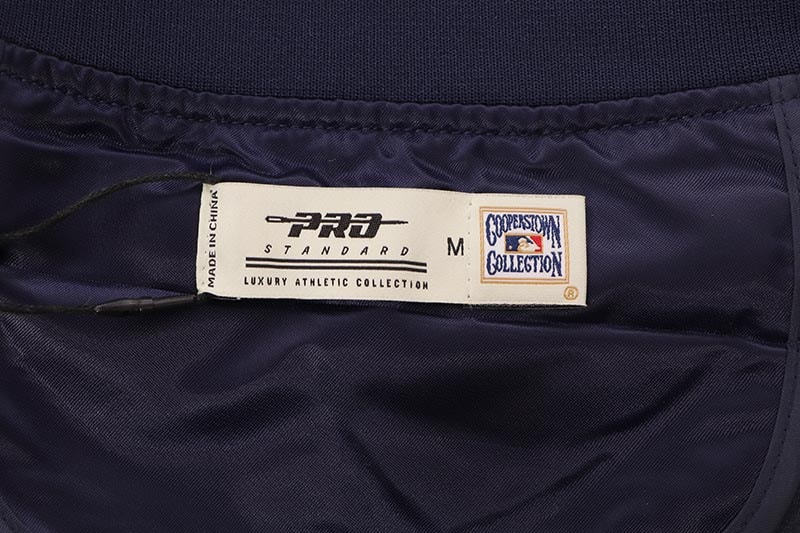 MADE IN CHINA
PRO
STANDARD
LUXURY ATHLETIC COLLECTION
M
COOPERSTOWN
COLLECTION
®